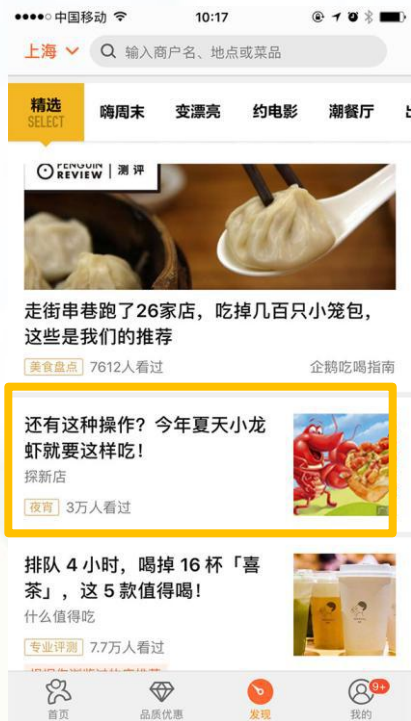 中国移动 10:17
上海 输入商户名、地点或菜品
精选 嗨周末 变漂亮 约电影 潮餐厅
SELECT
PENGUIN
REVIEW 测评
走街串巷跑了26家店，吃掉几百只小笼包，
这些是我们的推荐
美食盘点 7612人看过 企鹅吃喝指南
还有这种操作？今年夏天小龙
虾就要这样吃！
探新店
夜宵 3万人看过
排队 4 小时，喝掉 16 杯「喜
茶」，这 5 款值得喝！
什么值得吃
专业评测 7.7万人看过
9+
首页 品质优惠 发现 我的